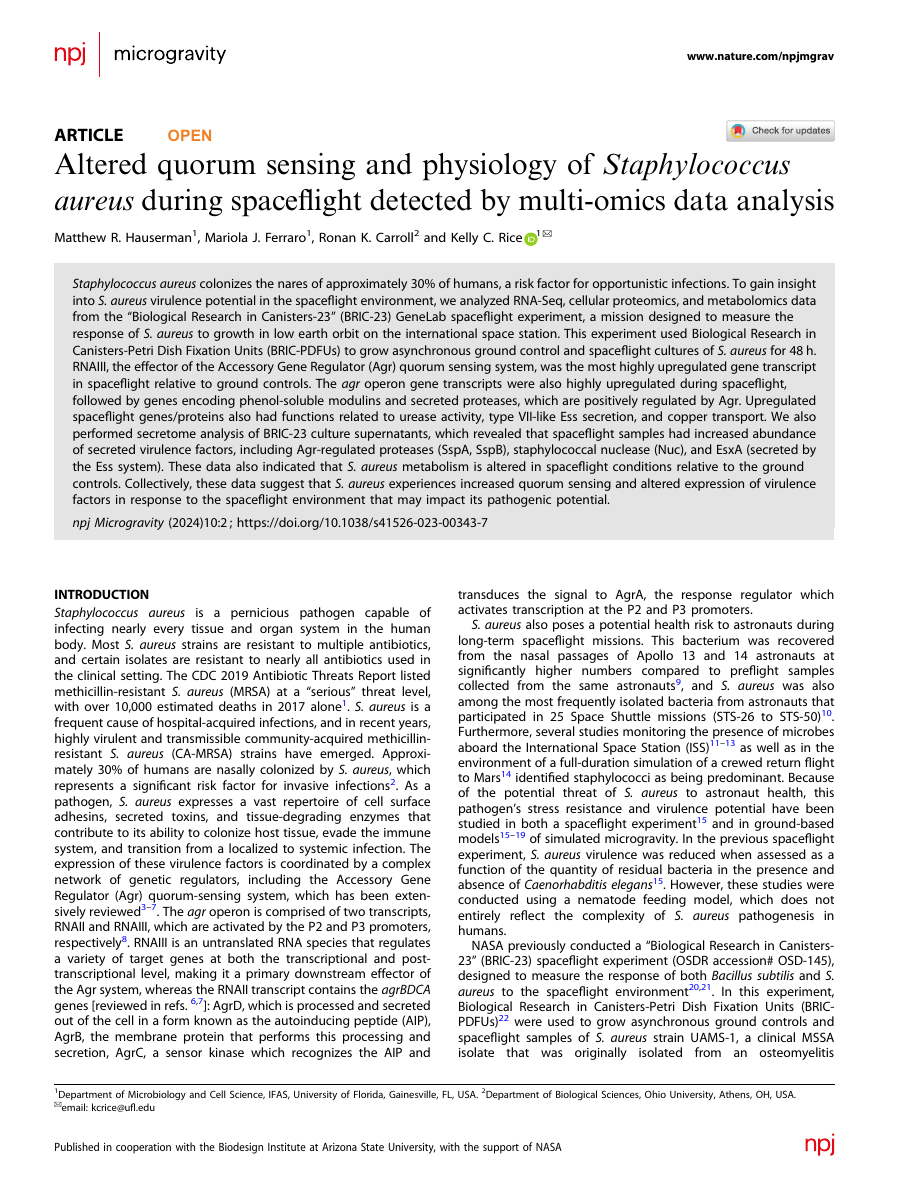 npj | microgravity
www.nature.com/npjmgrav
ARTICLE OPEN
Check for updates
Altered quorum sensing and physiology of Staphylococcus
aureus during spaceflight detected by multi-omics data analysis
Matthew R. Hauserman1, Mariola J. Ferraro1, Ronan K. Carroll2 and Kelly C. Rice iD 1✉
Staphylococcus aureus colonizes the nares of approximately 30% of humans, a risk factor for opportunistic infections. To gain insight
into S. aureus virulence potential in the spaceflight environment, we analyzed RNA-Seq, cellular proteomics, and metabolomics data
from the “Biological Research in Canisters-23” (BRIC-23) GeneLab spaceflight experiment, a mission designed to measure the
response of S. aureus to growth in low earth orbit on the international space station. This experiment used Biological Research in
Canisters-Petri Dish Fixation Units (BRIC-PDFUs) to grow asynchronous ground control and spaceflight cultures of S. aureus for 48 h.
RNAIII, the effector of the Accessory Gene Regulator (Agr) quorum sensing system, was the most highly upregulated gene transcript
in spaceflight relative to ground controls. The agr operon gene transcripts were also highly upregulated during spaceflight,
followed by genes encoding phenol-soluble modulins and secreted proteases, which are positively regulated by Agr. Upregulated
spaceflight genes/proteins also had functions related to urease activity, type VII-like Ess secretion, and copper transport. We also
performed secretome analysis of BRIC-23 culture supernatants, which revealed that spaceflight samples had increased abundance
of secreted virulence factors, including Agr-regulated proteases (SspA, SspB), staphylococcal nuclease (Nuc), and EsxA (secreted by
the Ess system). These data also indicated that S. aureus metabolism is altered in spaceflight conditions relative to the ground
controls. Collectively, these data suggest that S. aureus experiences increased quorum sensing and altered expression of virulence
factors in response to the spaceflight environment that may impact its pathogenic potential.
npj Microgravity (2024)10:2 ; https://doi.org/10.1038/s41526-023-00343-7
INTRODUCTION
Staphylococcus aureus is a pernicious pathogen capable of
infecting nearly every tissue and organ system in the human
body. Most S. aureus strains are resistant to multiple antibiotics,
and certain isolates are resistant to nearly all antibiotics used in
the clinical setting. The CDC 2019 Antibiotic Threats Report listed
methicillin-resistant S. aureus (MRSA) at a “serious” threat level,
with over 10,000 estimated deaths in 2017 alone1. S. aureus is a
frequent cause of hospital-acquired infections, and in recent years,
highly virulent and transmissible community-acquired methicillin-
resistant S. aureus (CA-MRSA) strains have emerged. Approxi-
mately 30% of humans are nasally colonized by S. aureus, which
represents a significant risk factor for invasive infections2. As a
pathogen, S. aureus expresses a vast repertoire of cell surface
adhesins, secreted toxins, and tissue-degrading enzymes that
contribute to its ability to colonize host tissue, evade the immune
system, and transition from a localized to systemic infection. The
expression of these virulence factors is coordinated by a complex
network of genetic regulators, including the Accessory Gene
Regulator (Agr) quorum-sensing system, which has been exten-
sively reviewed3–7. The agr operon is comprised of two transcripts,
RNAII and RNAIII, which are activated by the P2 and P3 promoters,
respectively8. RNAIII is an untranslated RNA species that regulates
a variety of target genes at both the transcriptional and post-
transcriptional level, making it a primary downstream effector of
the Agr system, whereas the RNAII transcript contains the agrBDCA
genes [reviewed in refs. 6,7]: AgrD, which is processed and secreted
out of the cell in a form known as the autoinducing peptide (AIP),
AgrB, the membrane protein that performs this processing and
secretion, AgrC, a sensor kinase which recognizes the AIP and
transduces the signal to AgrA, the response regulator which
activates transcription at the P2 and P3 promoters.
S. aureus also poses a potential health risk to astronauts during
long-term spaceflight missions. This bacterium was recovered
from the nasal passages of Apollo 13 and 14 astronauts at
significantly higher numbers compared to preflight samples
collected from the same astronauts9, and S. aureus was also
among the most frequently isolated bacteria from astronauts that
participated in 25 Space Shuttle missions (STS-26 to STS-50)10.
Furthermore, several studies monitoring the presence of microbes
aboard the International Space Station (ISS)11–13 as well as in the
environment of a full-duration simulation of a crewed return flight
to Mars14 identified staphylococci as being predominant. Because
of the potential threat of S. aureus to astronaut health, this
pathogen’s stress resistance and virulence potential have been
studied in both a spaceflight experiment15 and in ground-based
models15–19 of simulated microgravity. In the previous spaceflight
experiment, S. aureus virulence was reduced when assessed as a
function of the quantity of residual bacteria in the presence and
absence of Caenorhabditis elegans15. However, these studies were
conducted using a nematode feeding model, which does not
entirely reflect the complexity of S. aureus pathogenesis in
humans.
NASA previously conducted a “Biological Research in Canisters-
23” (BRIC-23) spaceflight experiment (OSDR accession# OSD-145),
designed to measure the response of both Bacillus subtilis and S.
aureus to the spaceflight environment20,21. In this experiment,
Biological Research in Canisters-Petri Dish Fixation Units (BRIC-
PDFUs)22 were used to grow asynchronous ground controls and
spaceflight samples of S. aureus strain UAMS-1, a clinical MSSA
isolate that was originally isolated from an osteomyelitis
1Department of Microbiology and Cell Science, IFAS, University of Florida, Gainesville, FL, USA. 2Department of Biological Sciences, Ohio University, Athens, OH, USA.
✉email: kcrice@ufl.edu
Published in cooperation with the Biodesign Institute at Arizona State University, with the support of NASA
npj